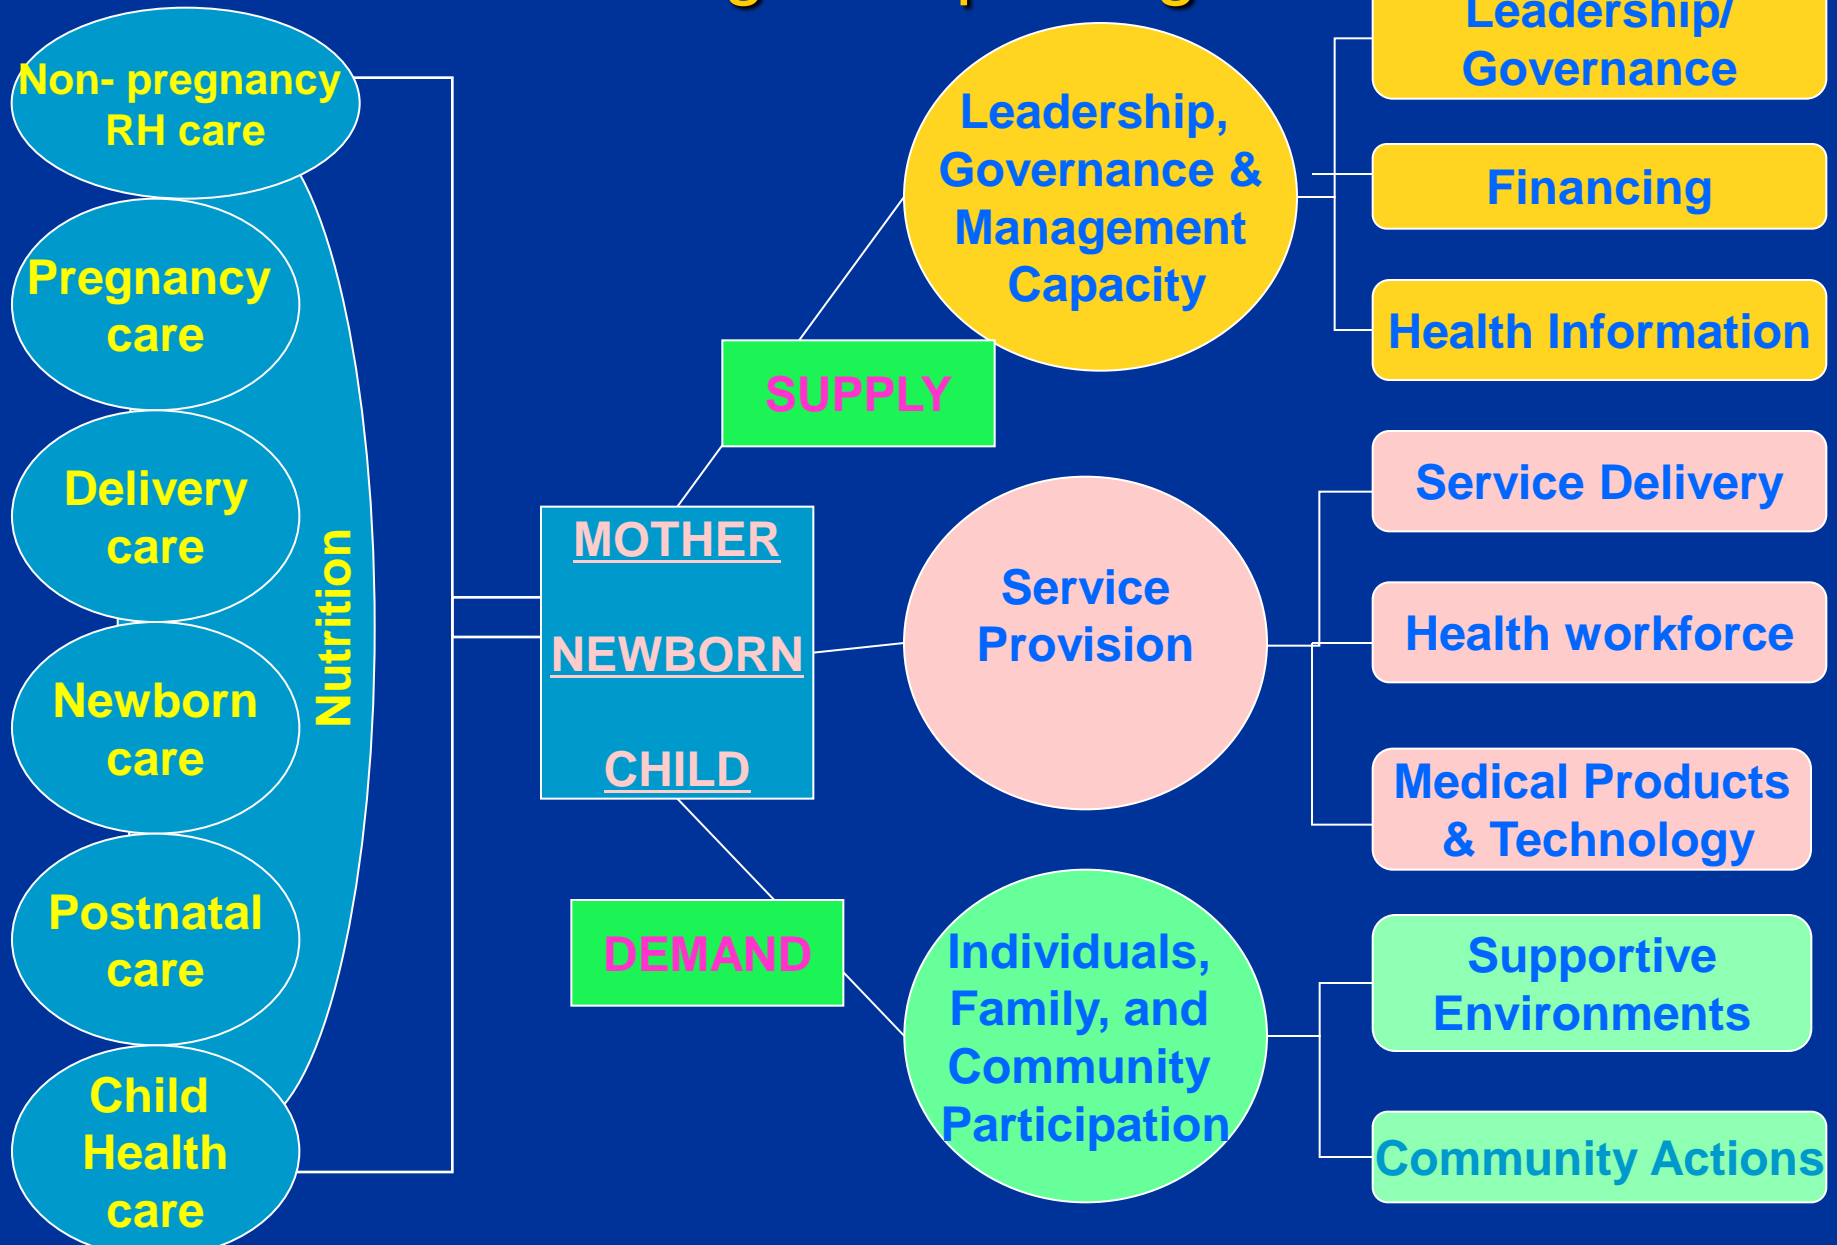 Non- pregnancy
RH care
Pregnancy
care
Delivery
care
Newborn
care
Postnatal
care
Child
Health
care
Nutrition
MOTHER
NEWBORN
CHILD
SUPPLY
DEMAND
Leadership,
Governance &
Management
Capacity
Service
Provision
Individuals,
Family, and
Community
Participation
Leadership/
Governance
Financing
Health Information
Service Delivery
Health workforce
Medical Products
& Technology
Supportive
Environments
Community Actions